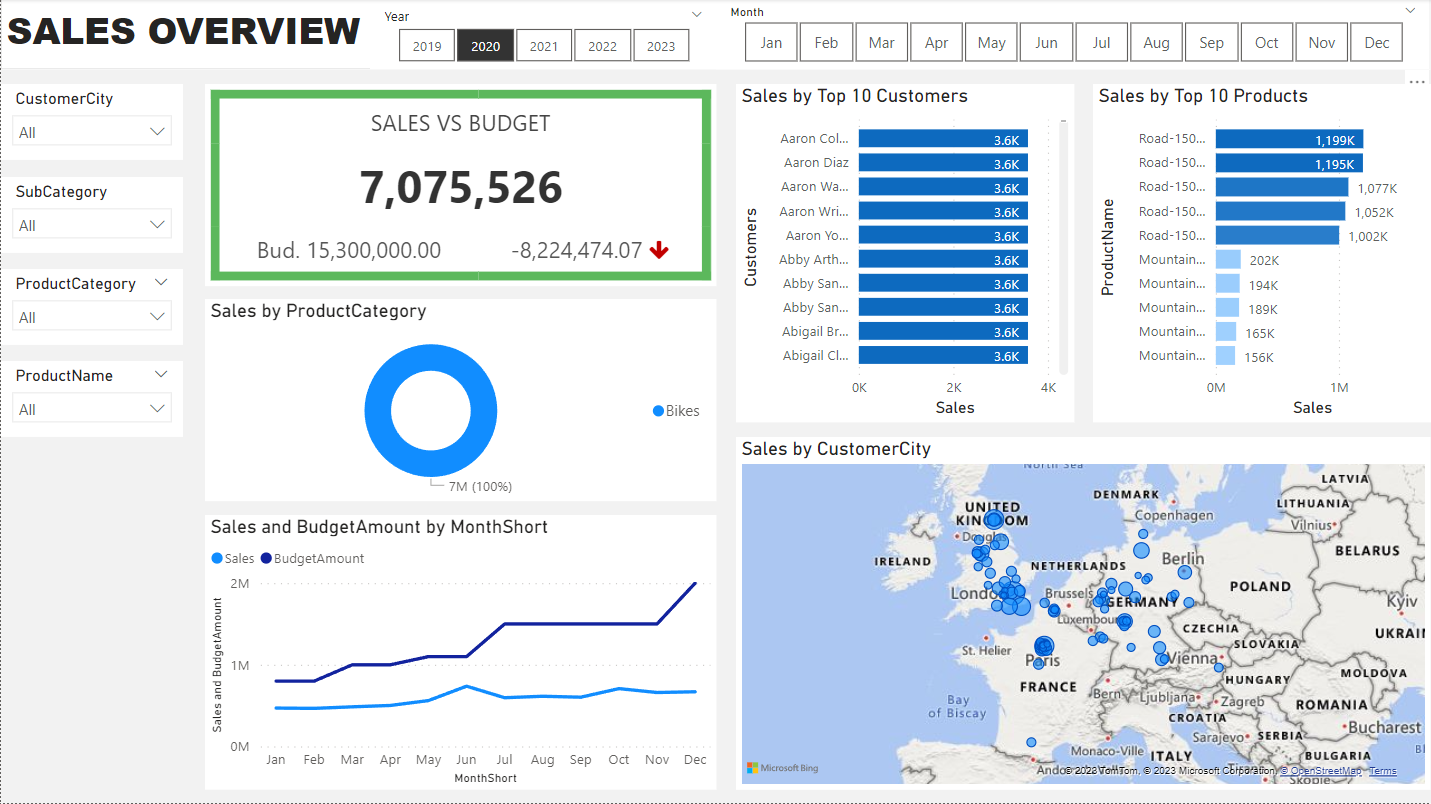 SALES OVERVIEW
Year
2019 2020 2021 2022 2023
Month
Jan Feb Mar Apr May Jun Jul Aug Sep Oct Nov Dec
CustomerCity
All
SubCategory
All
ProductCategory
All
ProductName
All
SALES VS BUDGET
7,075,526
Bud. 15,300,000.00 -8,224,474.07
Sales by ProductCategory
Bikes
7M (100%)
Sales and BudgetAmount by MonthShort
Sales BudgetAmount
Sales and BudgetAmount
2M
1M
0M
Jan Feb Mar Apr May Jun Jul Aug Sep Oct Nov Dec
MonthShort
Sales by Top 10 Customers
Customers
Aaron Col... 3.6K
Aaron Diaz 3.6K
Aaron Wa... 3.6K
Aaron Wri... 3.6K
Aaron Yo... 3.6K
Abby Arth... 3.6K
Abby San... 3.6K
Abby San... 3.6K
Abigail Br... 3.6K
Abigail Cl... 3.6K
0K 2K 4K
Sales
Sales by Top 10 Products
ProductName
Road-150... 1,199K
Road-150... 1,195K
Road-150... 1,077K
Road-150... 1,052K
Road-150... 1,002K
Mountain... 202K
Mountain... 194K
Mountain... 189K
Mountain... 165K
Mountain... 156K
0M 1M
Sales
Sales by CustomerCity
North Sea
LATVIA
DENMARK
LITHUANIA
UNITED
KINGDOM
Copenhagen
Vilnius
Douglas
BELARUS
IRELAND
NETHERLANDS
Berlin
POLAND
Brussels
GERMANY
Kyiv
Luxembourg
CZECHIA
UKRAIN
St. Helier
SLOVAKIA
Paris
Vienna
MOLDOVA
FRANCE
HUNGARY
Bern
Ljubljana
Zagreb
ROMANIA
Bay
of Biscay
CROATIA
Bucharest
Sarajevo
SERBIA
Monaco-Ville
ITALY
BULGARIA
Microsoft Bing
© 2023 TomTom, © 2023 Microsoft Corporation, © OpenStreetMap Terms
Skopje